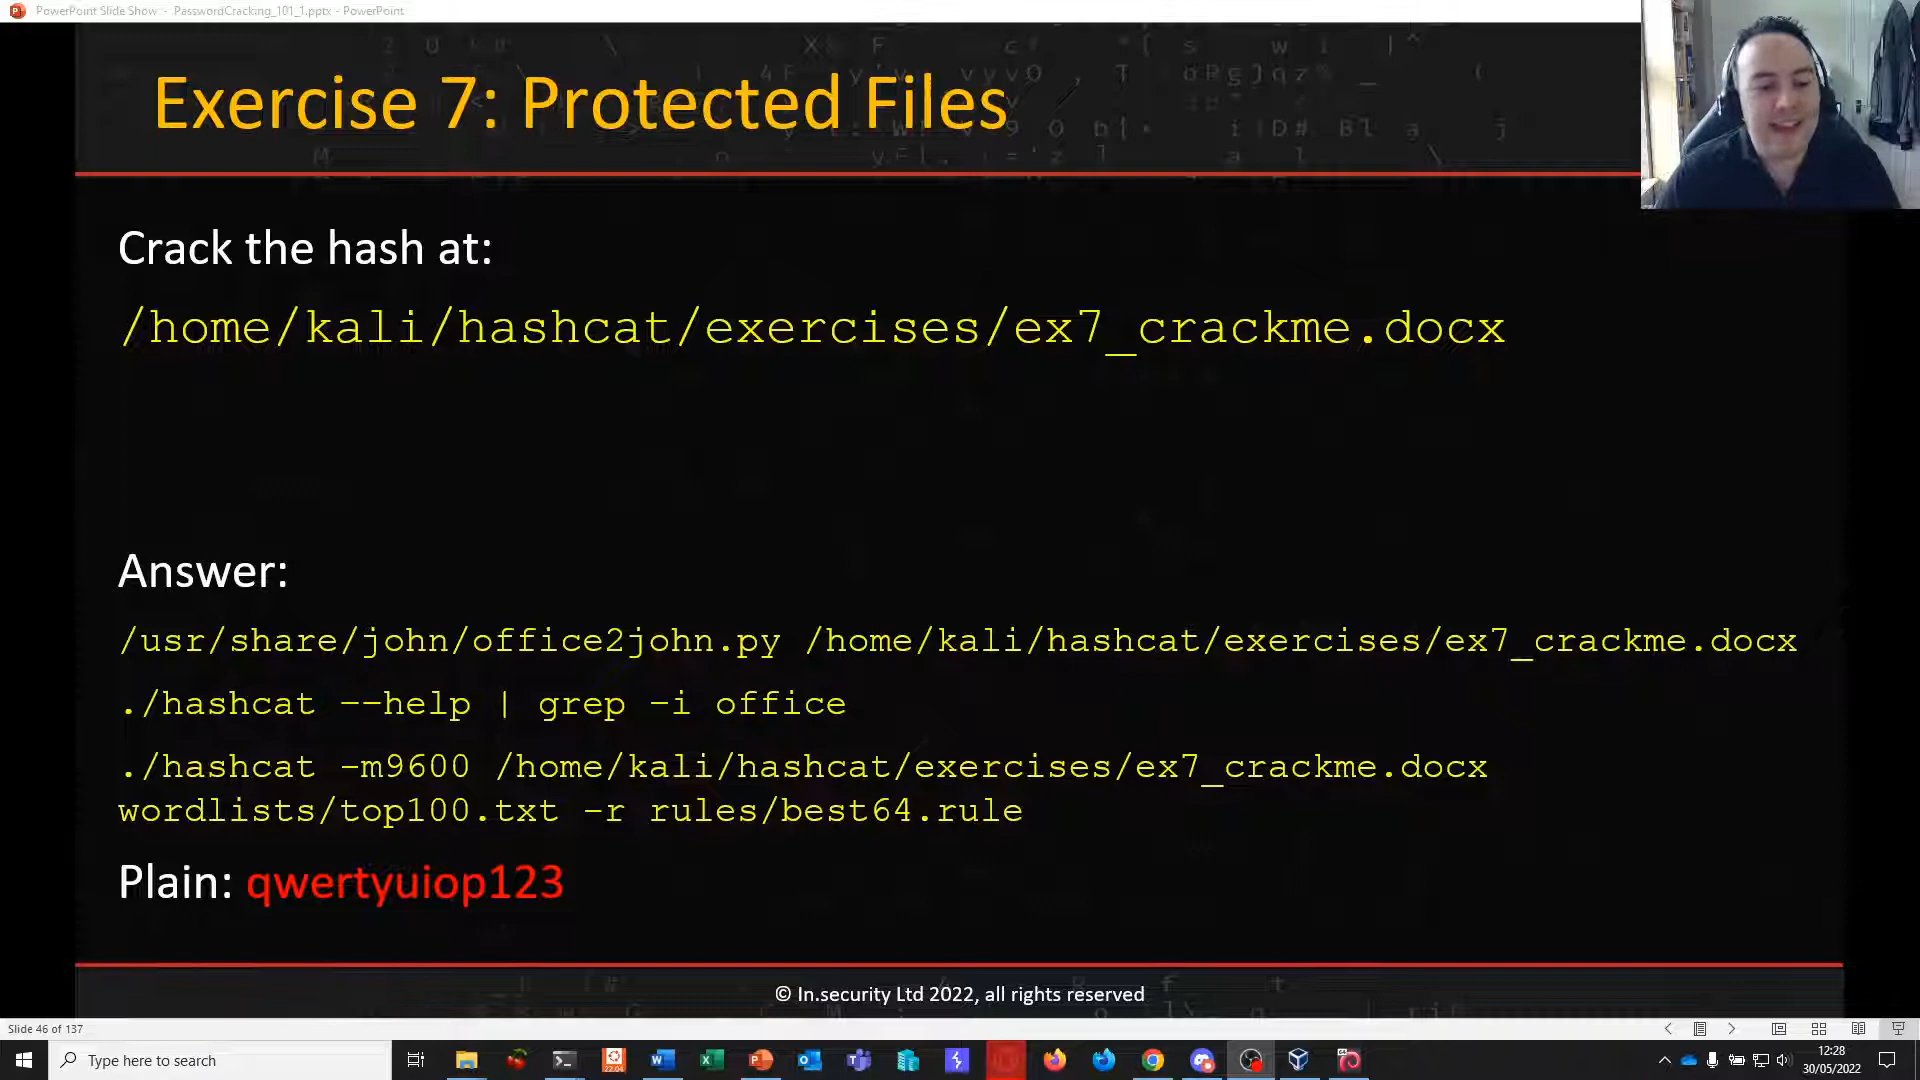 PowerPoint Slide Show - PasswordCracking_101_1.pptx - PowerPoint
Exercise 7: Protected Files
Crack the hash at:
/home/kali/hashcat/exercises/ex7_crackme.docx
Answer:
/usr/share/john/office2john.py /home/kali/hashcat/exercises/ex7_crackme.docx
./hashcat --help | grep -i office
./hashcat -m9600 /home/kali/hashcat/exercises/ex7_crackme.docx
wordlists/top100.txt -r rules/best64.rule
Plain: qwertyuiop123
© In.security Ltd 2022, all rights reserved
Slide 46 of 137
Type here to search
22.04
12:28
30/05/2022